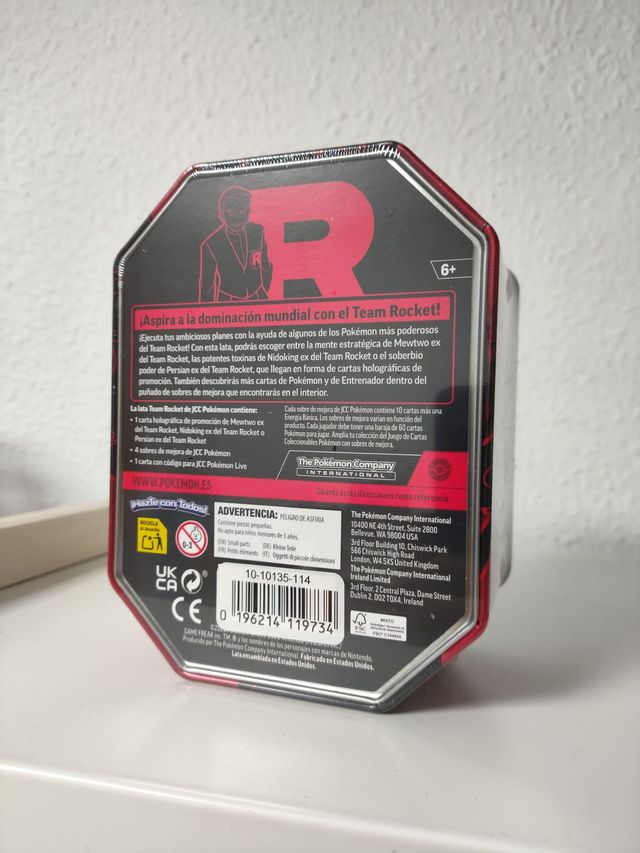 R
R
6+
¡Aspira a la dominación mundial con el Team Rocket!
¡Ejecuta tus ambiciosos planes con la ayuda de algunos de los Pokémon más poderosos
del Team Rocket! Con esta lata, podrás escoger entre la mente estratégica de Mewtwo ex
del Team Rocket, las potentes toxinas de Nidoking ex del Team Rocket o el soberbio
poder de Persian ex del Team Rocket, que llegan en forma de cartas holográficas de
promoción. También descubrirás más cartas de Pokémon y de Entrenador dentro del
puñado de sobres de mejora que encontrarás en el interior.
La lata Team Rocket de JCC Pokémon contiene:
• 1 carta holográfica de promoción de Mewtwo ex
del Team Rocket, Nidoking ex del Team Rocket o
Persian ex del Team Rocket
• 4 sobres de mejora de JCC Pokémon
• 1 carta con código para JCC Pokémon Live
Cada sobre de mejora de JCC Pokémon contiene 10 cartas más una
Energía Básica. Los sobres de mejora varían en función del
producto. Cada jugador debe tener una baraja de 60 cartas
Pokémon para jugar. Amplía tu colección del Juego de Cartas
Coleccionables Pokémon con sobres de mejora.
The Pokémon Company
INTERNATIONAL
WWW.POKEMON.ES
Guarda estas direcciones como referencia.
¡Hazte con Todos!
RECICLA
al Amarillo
0-3
ADVERTENCIA: PELIGRO DE ASFIXIA
Contiene piezas pequeñas.
No apto para niños menores de 3 años.
(EN) Small parts (DE) Kleine Teile
(FR) Petits éléments (IT) Oggetti di piccole dimensioni
The Pokémon Company International
10400 NE 4th Street, Suite 2800
Bellevue, WA 98004 USA
3rd Floor Building 10, Chiswick Park
566 Chiswick High Road
London, W4 5XS United Kingdom
The Pokémon Company International
Ireland Limited
3rd Floor, 2 Central Plaza, Dame Street
Dublin 2, D02 T0X4, Ireland
UK
CA
CE
10-10135-114
0 196214 119734
FSC
MIXTO
FSC® C184640
GAME FREAK inc. ™, ® y los nombres de los personajes son marcas de Nintendo.
Producido por The Pokémon Company International. Fabricado en Estados Unidos.
Lata ensamblada en Estados Unidos.